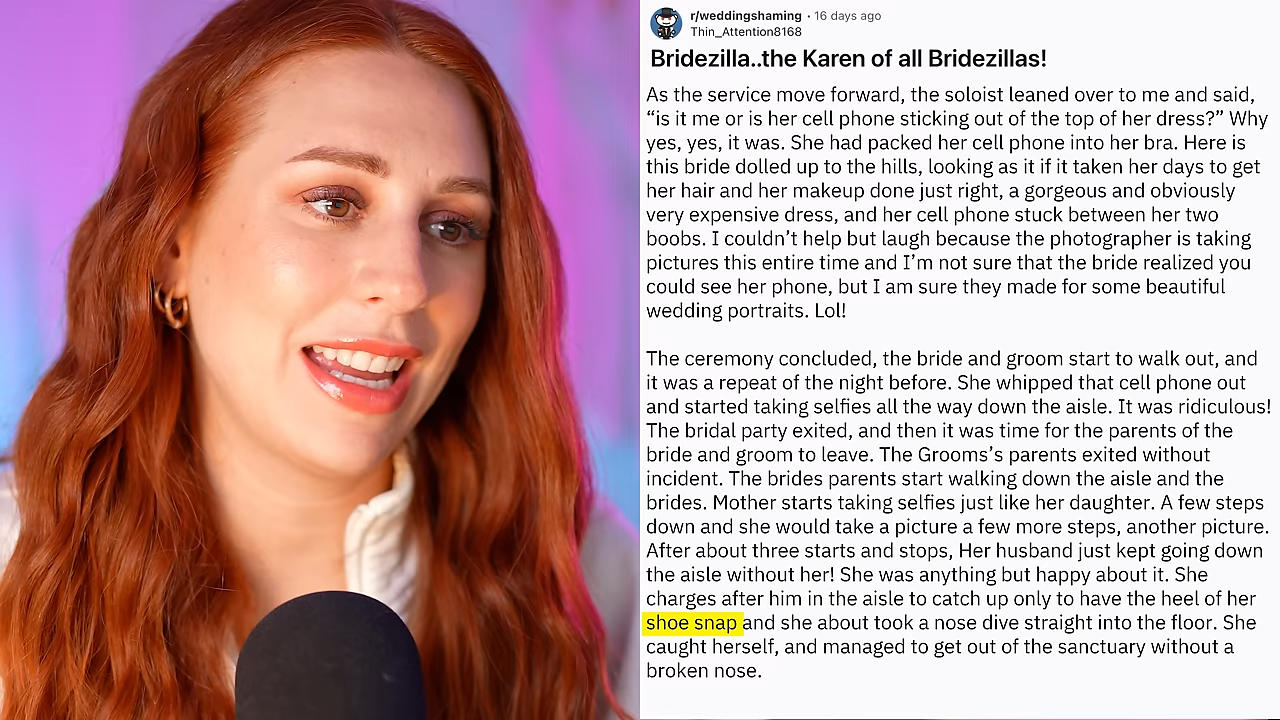 r/weddingshaming · 16 days ago
Thin_Attention8168
Bridezilla..the Karen of all Bridezillas!
As the service move forward, the soloist leaned over to me and said,
“is it me or is her cell phone sticking out of the top of her dress?” Why
yes, yes, it was. She had packed her cell phone into her bra. Here is
this bride dolled up to the hills, looking as it if it taken her days to get
her hair and her makeup done just right, a gorgeous and obviously
very expensive dress, and her cell phone stuck between her two
boobs. I couldn’t help but laugh because the photographer is taking
pictures this entire time and I’m not sure that the bride realized you
could see her phone, but I am sure they made for some beautiful
wedding portraits. Lol!
The ceremony concluded, the bride and groom start to walk out, and
it was a repeat of the night before. She whipped that cell phone out
and started taking selfies all the way down the aisle. It was ridiculous!
The bridal party exited, and then it was time for the parents of the
bride and groom to leave. The Grooms’s parents exited without
incident. The brides parents start walking down the aisle and the
brides. Mother starts taking selfies just like her daughter. A few steps
down and she would take a picture a few more steps, another picture.
After about three starts and stops, Her husband just kept going down
the aisle without her! She was anything but happy about it. She
charges after him in the aisle to catch up only to have the heel of her
shoe snap and she about took a nose dive straight into the floor. She
caught herself, and managed to get out of the sanctuary without a
broken nose.